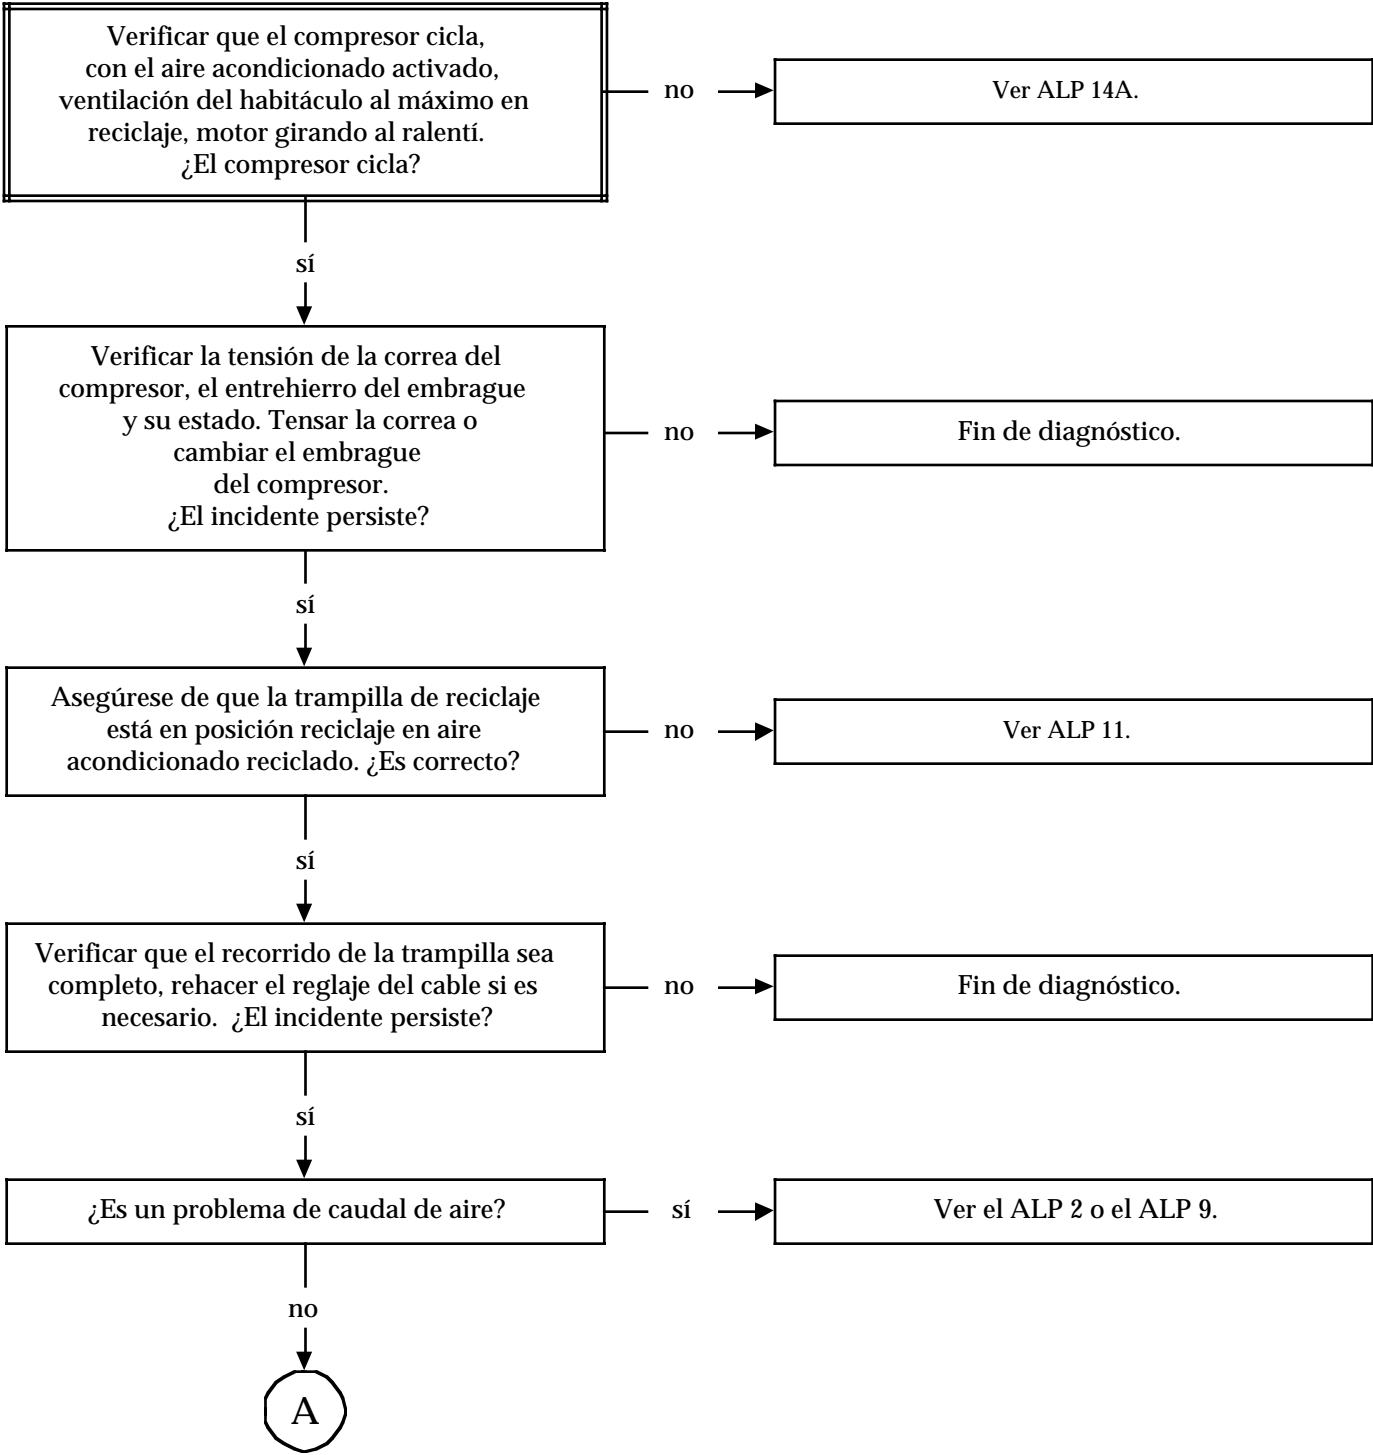 Verificar que el compresor cicla,
con el aire acondicionado activado,
ventilación del habitáculo al máximo en
reciclaje, motor girando al ralentí.
¿El compresor cicla?
no
Ver ALP 14A.
sí
Verificar la tensión de la correa del
compresor, el entrehierro del embrague
y su estado. Tensar la correa o
cambiar el embrague
del compresor.
¿El incidente persiste?
no
Fin de diagnóstico.
sí
Asegúrese de que la trampilla de reciclaje
está en posición reciclaje en aire
acondicionado reciclado. ¿Es correcto?
no
Ver ALP 11.
sí
Verificar que el recorrido de la trampilla sea
completo, rehacer el reglaje del cable si es
necesario. ¿El incidente persiste?
no
Fin de diagnóstico.
sí
¿Es un problema de caudal de aire?
sí
Ver el ALP 2 o el ALP 9.
no
A